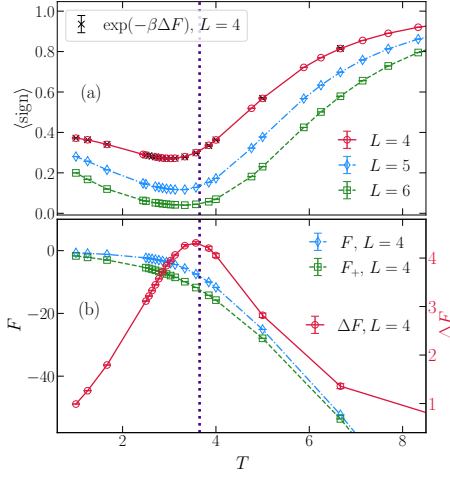 exp(−βΔF), L = 4
1.0
0.8
0.6
0.4
0.2
0.0
⟨sign⟩
(a)
L = 4
L = 5
L = 6
0
−20
−40
F
(b)
F, L = 4
F₊, L = 4
ΔF, L = 4
4
3
2
1
ΔF
2
4
6
8
T